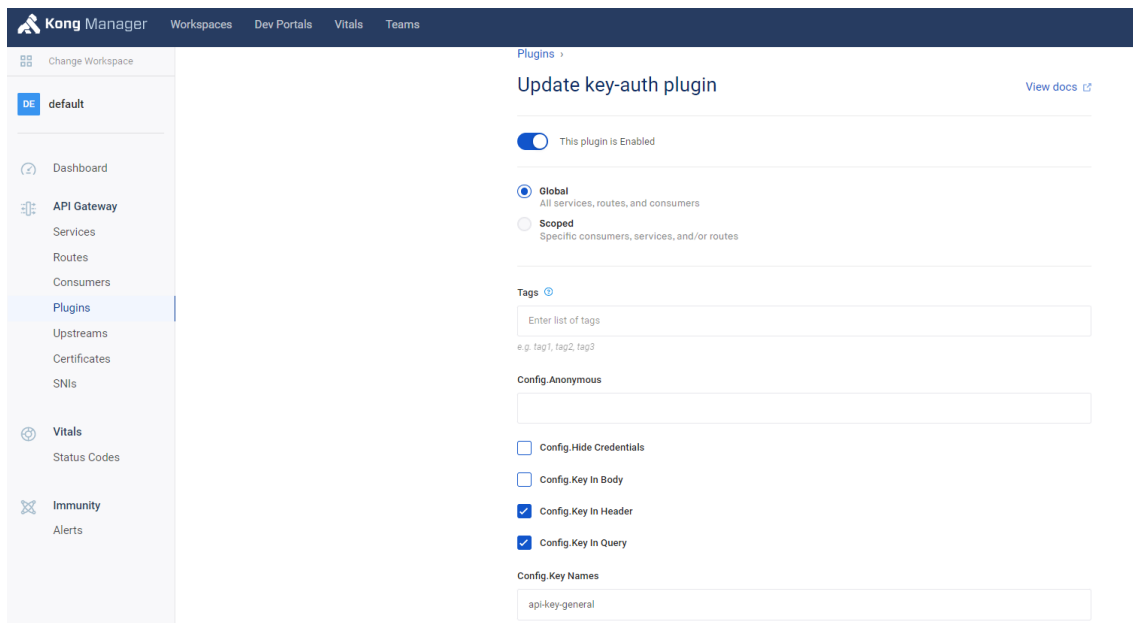 Kong Manager Workspaces Dev Portals Vitals Teams
Change Workspace
DE default
Dashboard
API Gateway
Services
Routes
Consumers
Plugins
Upstreams
Certificates
SNIs
Vitals
Status Codes
Immunity
Alerts
Plugins ›
Update key-auth plugin
View docs
This plugin is Enabled
Global
All services, routes, and consumers
Scoped
Specific consumers, services, and/or routes
Tags ?
Enter list of tags
e.g. tag1, tag2, tag3
Config.Anonymous
Config.Hide Credentials
Config.Key In Body
Config.Key In Header
Config.Key In Query
Config.Key Names
api-key-general